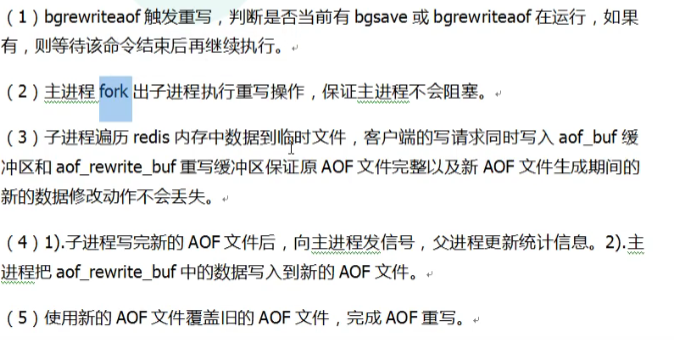 （1）bgrewriteaof 触发重写，判断是否当前有 bgsave 或 bgrewriteaof 在运行，如果
有，则等待该命令结束后再继续执行。
（2）主进程 fork 出子进程执行重写操作，保证主进程不会阻塞。
（3）子进程遍历 redis 内存中数据到临时文件，客户端的写请求同时写入 aof_buf 缓
冲区和 aof_rewrite_buf 重写缓冲区保证原 AOF 文件完整以及新 AOF 文件生成期间的
新的数据修改动作不会丢失。
（4）1).子进程写完新的 AOF 文件后，向主进程发信号，父进程更新统计信息。2).主
进程把 aof_rewrite_buf 中的数据写入到新的 AOF 文件。
（5）使用新的 AOF 文件覆盖旧的 AOF 文件，完成 AOF 重写。